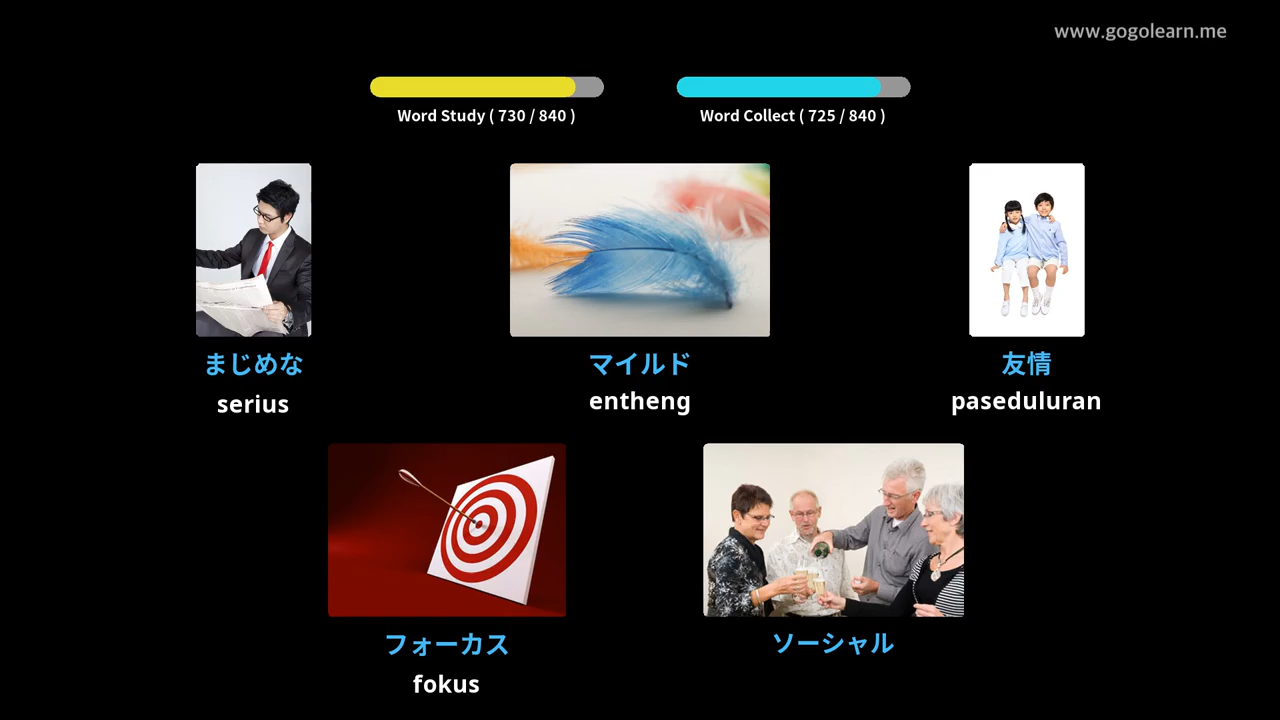 www.gogolearn.me
Word Study ( 730 / 840 )
Word Collect ( 725 / 840 )
まじめな
serius
マイルド
entheng
友情
paseduluran
フォーカス
fokus
ソーシャル